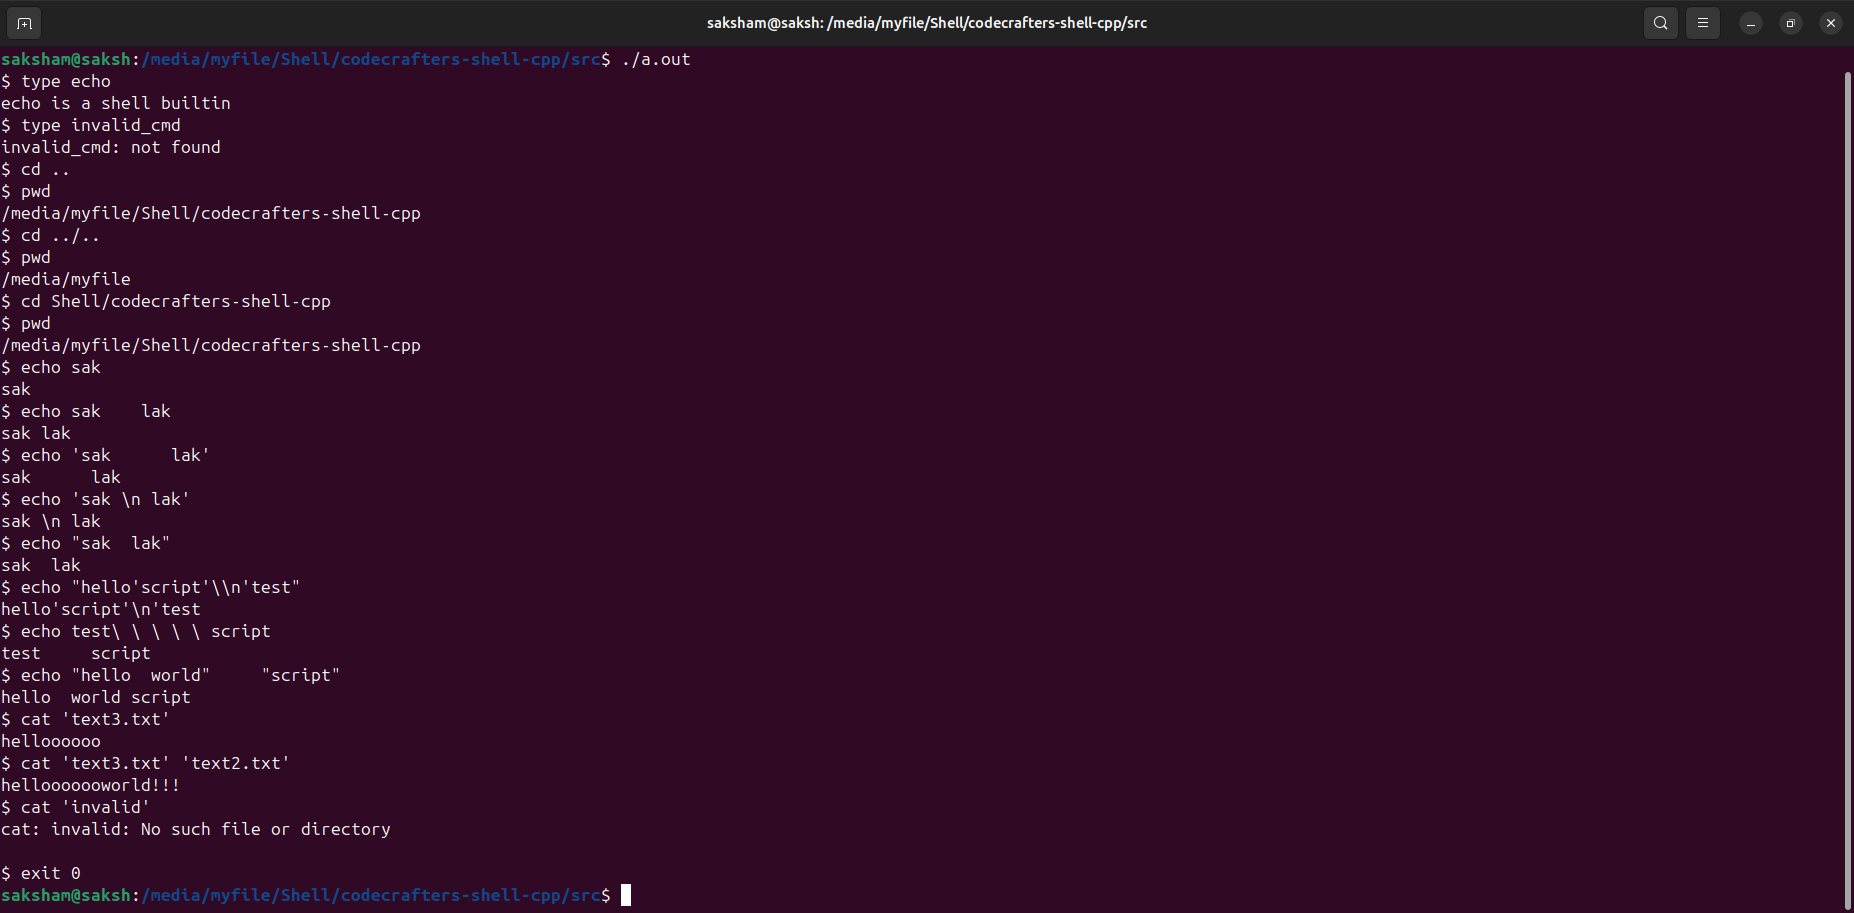 saksham@saksh: /media/myfile/Shell/codecrafters-shell-cpp/src
saksham@saksh:/media/myfile/Shell/codecrafters-shell-cpp/src$ ./a.out
$ type echo
echo is a shell builtin
$ type invalid_cmd
invalid_cmd: not found
$ cd ..
$ pwd
/media/myfile/Shell/codecrafters-shell-cpp
$ cd ../..
$ pwd
/media/myfile
$ cd Shell/codecrafters-shell-cpp
$ pwd
/media/myfile/Shell/codecrafters-shell-cpp
$ echo sak
sak
$ echo sak    lak
sak lak
$ echo 'sak      lak'
sak      lak
$ echo 'sak \n lak'
sak \n lak
$ echo "sak  lak"
sak  lak
$ echo "hello'script'\\n'test"
hello'script'\n'test
$ echo test\ \ \ \ \ script
test     script
$ echo "hello  world"     "script"
hello  world script
$ cat 'text3.txt'
helloooooo
$ cat 'text3.txt' 'text2.txt'
hellooooooworld!!!
$ cat 'invalid'
cat: invalid: No such file or directory
$ exit 0
saksham@saksh:/media/myfile/Shell/codecrafters-shell-cpp/src$